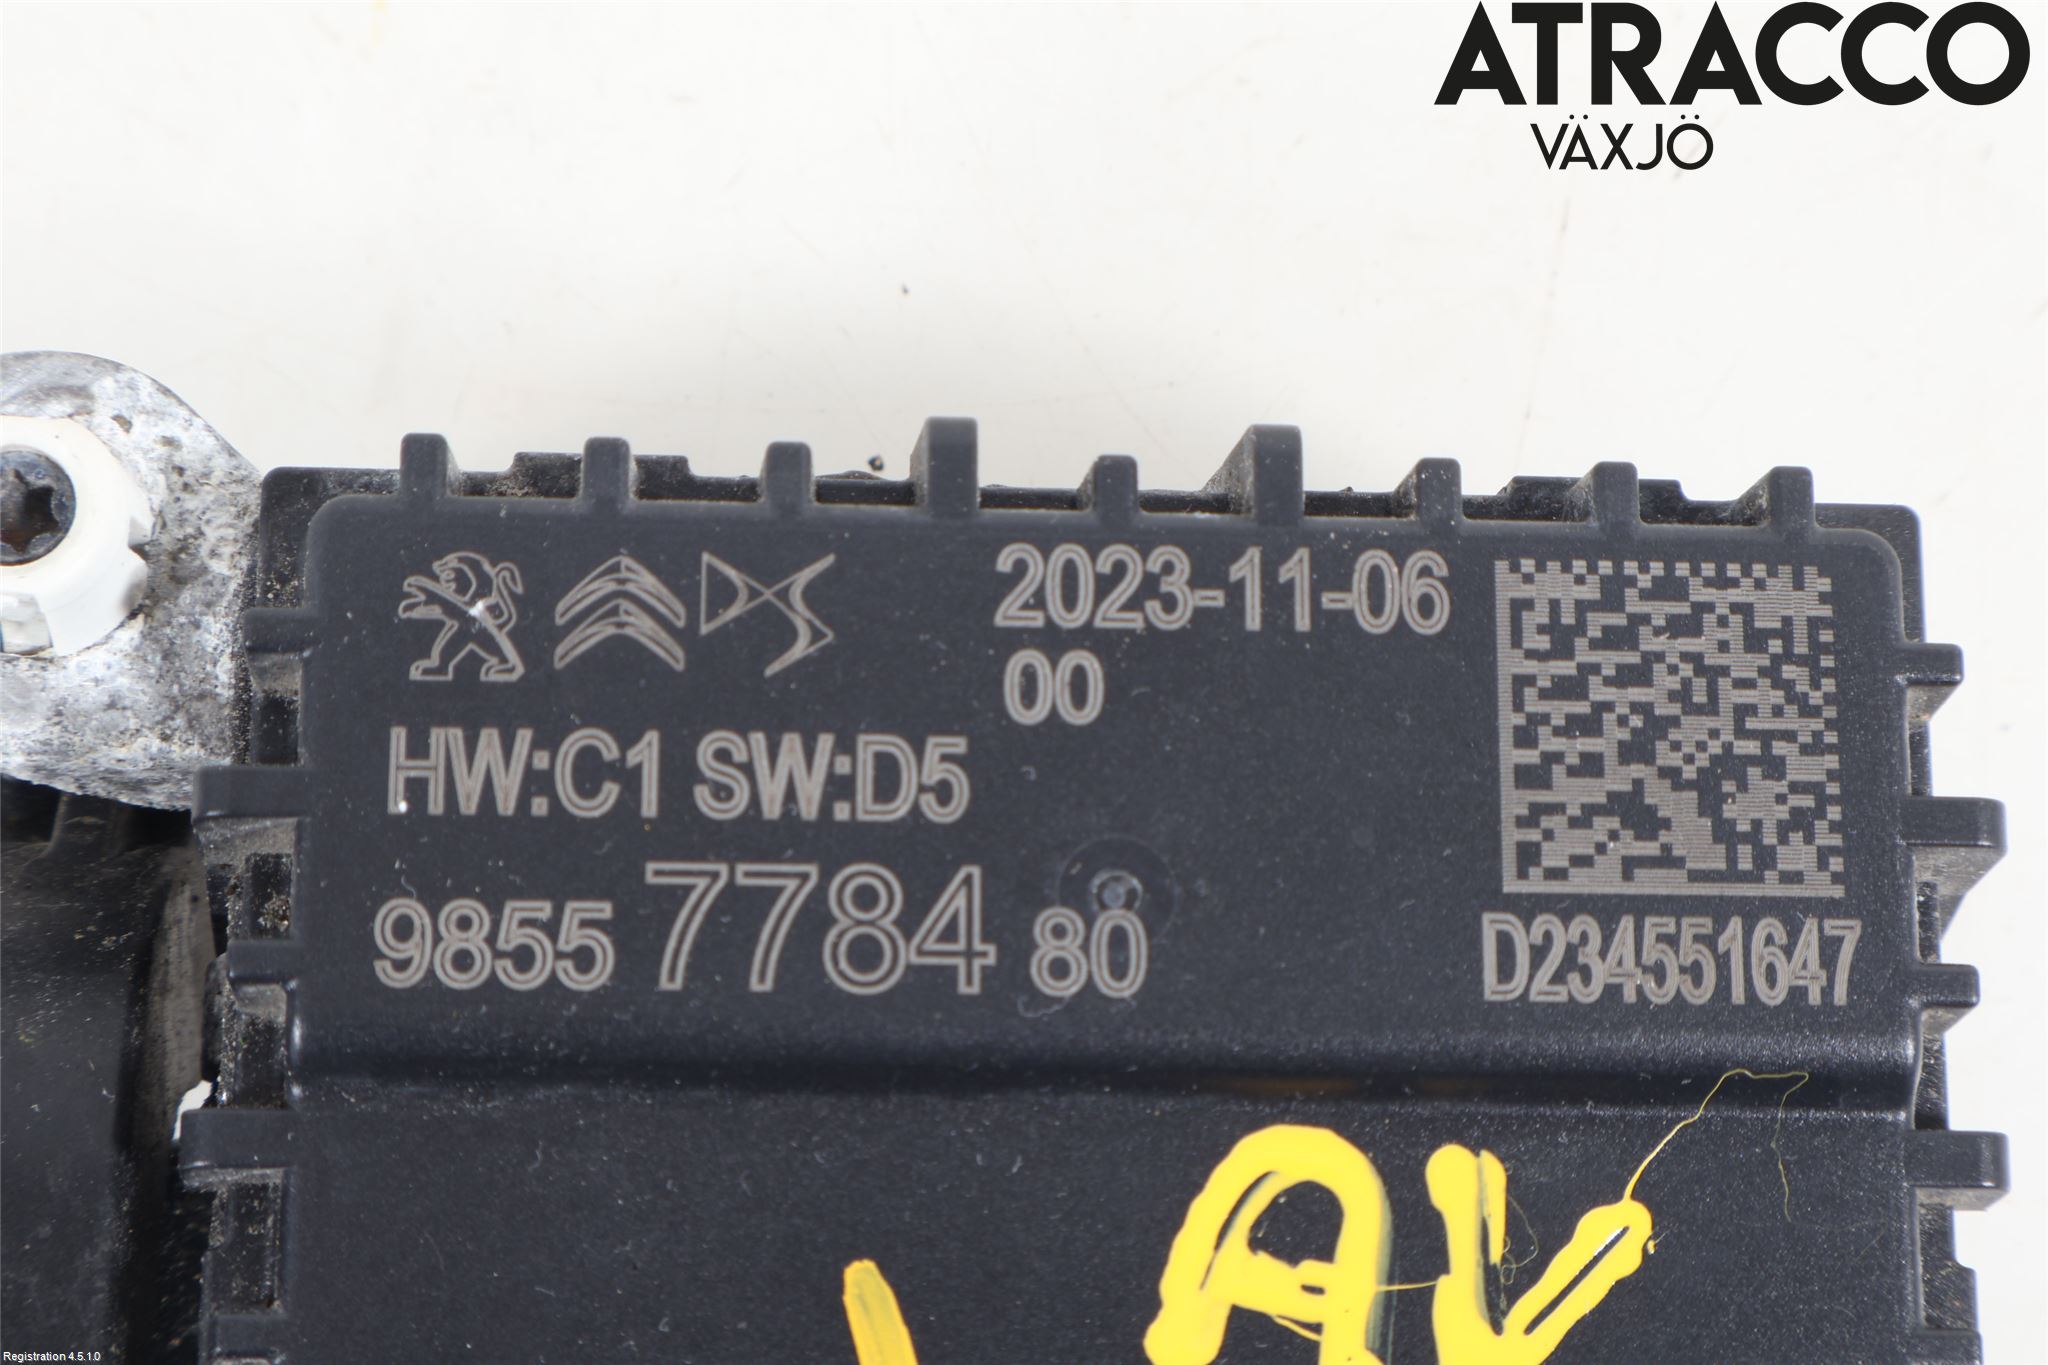 ATRACCO
VÄXJÖ
2023-11-06
00
HW:C1 SW:D5
9855 7784 80
D234551647
AV
Registration 4.5.1.0